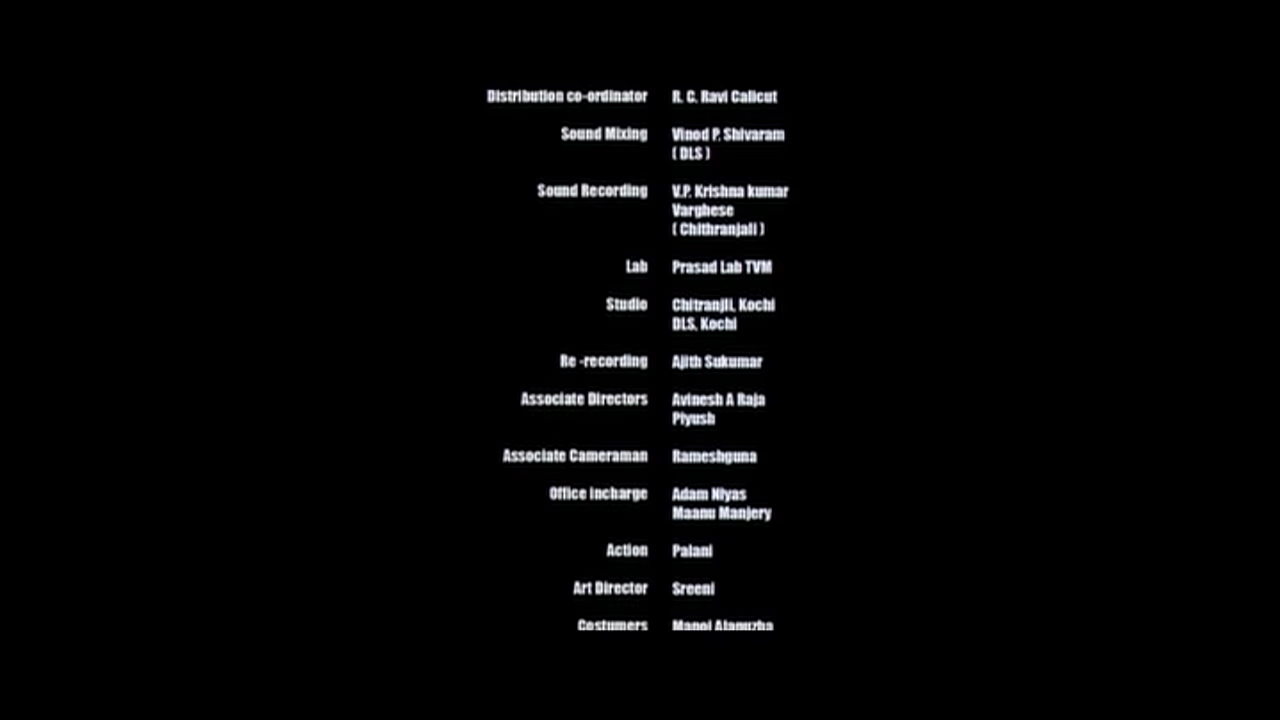 Distribution co-ordinator R. C. Ravi Calicut
Sound Mixing Vinod P. Shivaram
( DLS )
Sound Recording V.P. Krishna kumar
Varghese
( Chithranjali )
Lab Prasad Lab TVM
Studio Chitranjli, Kochi
DLS, Kochi
Re -recording Ajith Sukumar
Associate Directors Avinesh A Raja
Piyush
Associate Cameraman Rameshguna
Office Incharge Adam Niyas
Maanu Manjery
Action Palani
Art Director Sreeni
Costumers Manoj Alapuzha